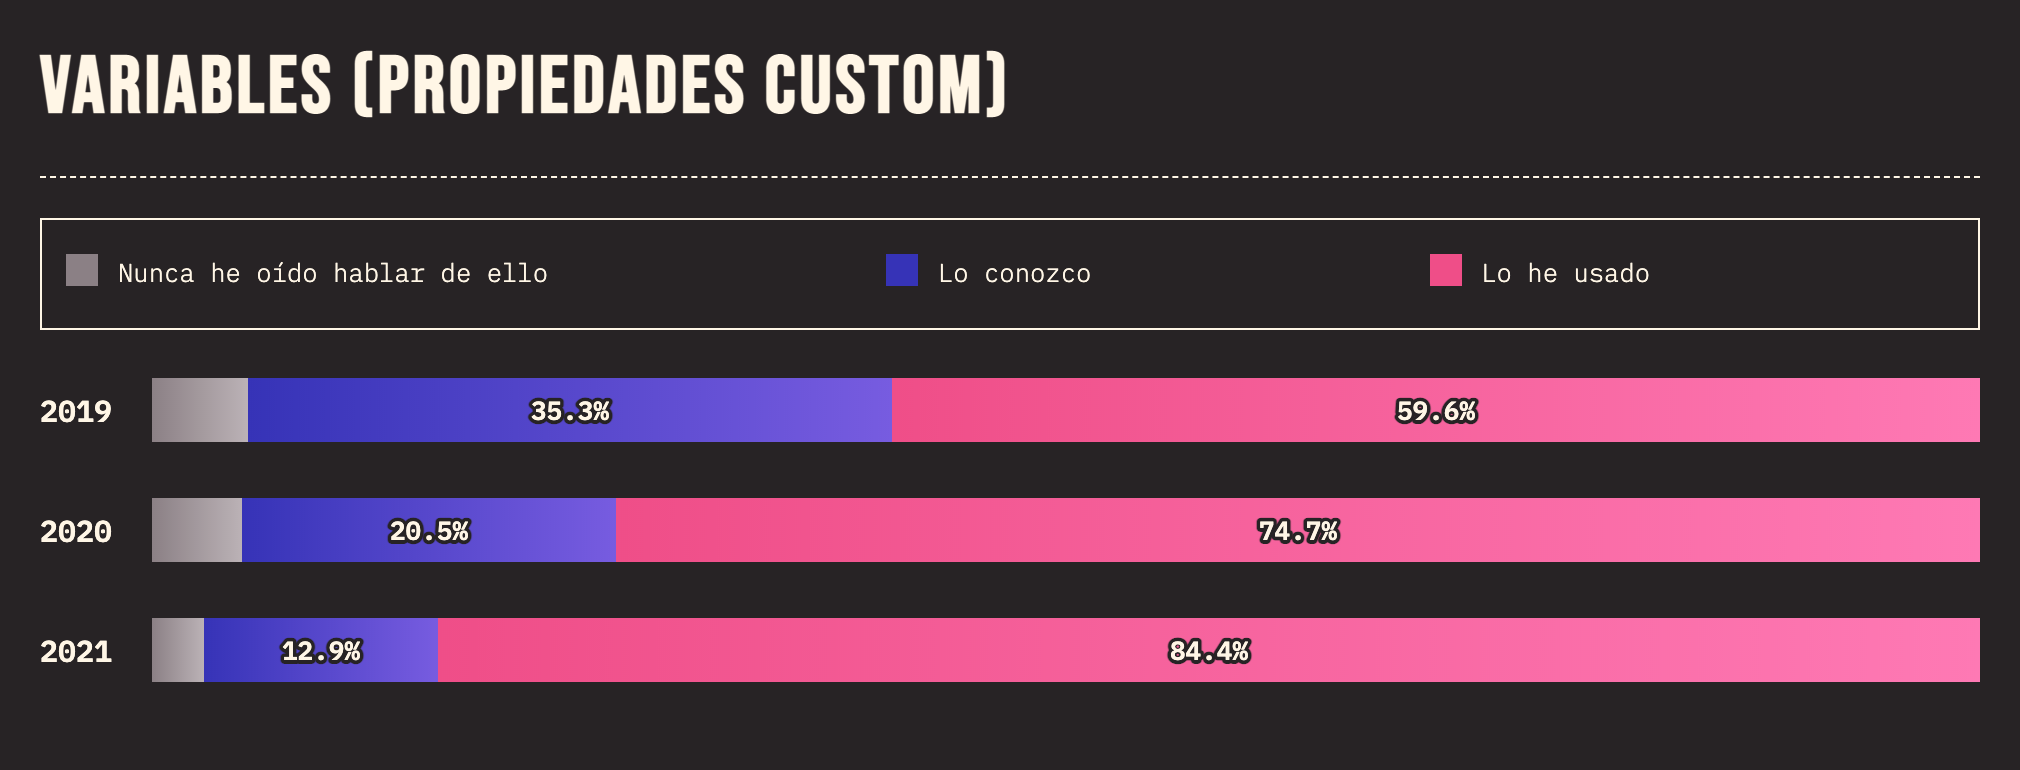 VARIABLES (PROPIEDADES CUSTOM)
Nunca he oído hablar de ello
Lo conozco
Lo he usado
2019 35.3% 59.6%
2020 20.5% 74.7%
2021 12.9% 84.4%